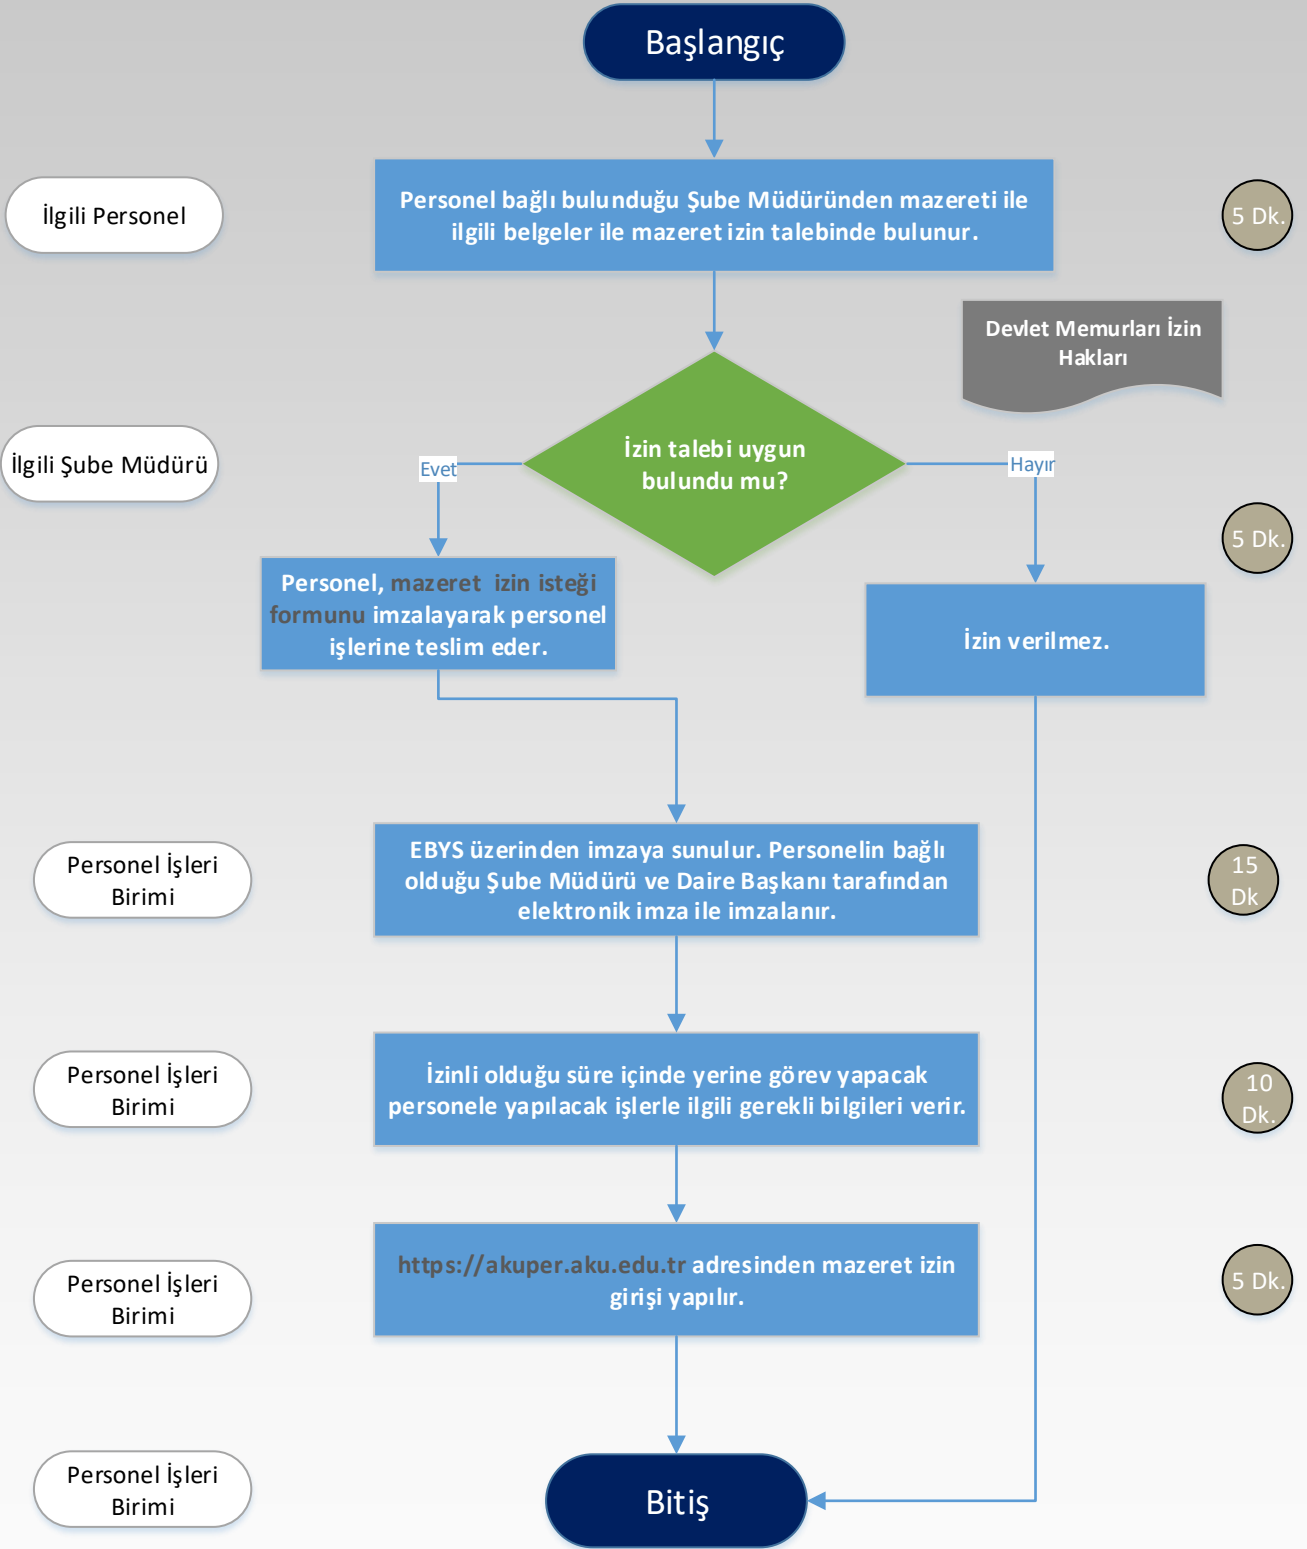 Başlangıç
İlgili Personel
Personel bağlı bulunduğu Şube Müdüründen mazereti ile
ilgili belgeler ile mazeret izin talebinde bulunur.
5 Dk.
Devlet Memurları İzin
Hakları
İlgili Şube Müdürü
İzin talebi uygun
bulundu mu?
Evet
Hayır
5 Dk.
Personel, mazeret izin isteği
formunu imzalayarak personel
işlerine teslim eder.
İzin verilmez.
Personel İşleri
Birimi
EBYS üzerinden imzaya sunulur. Personelin bağlı
olduğu Şube Müdürü ve Daire Başkanı tarafından
elektronik imza ile imzalanır.
15
Dk
Personel İşleri
Birimi
İzinli olduğu süre içinde yerine görev yapacak
personele yapılacak işlerle ilgili gerekli bilgileri verir.
10
Dk.
Personel İşleri
Birimi
https://akuper.aku.edu.tr adresinden mazeret izin
girişi yapılır.
5 Dk.
Personel İşleri
Birimi
Bitiş